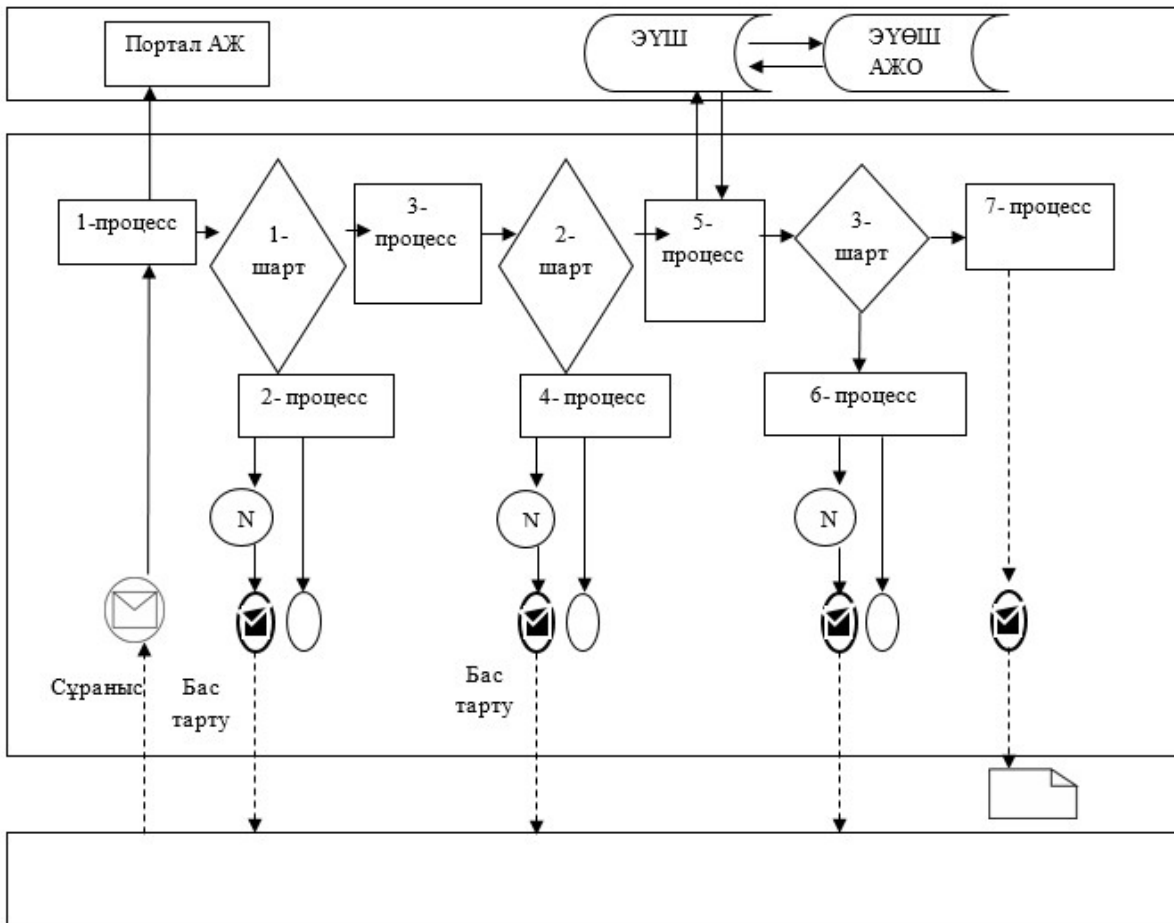 Портал АЖ
ЭҮШ
ЭҮӨШ
АЖО
1-процесс
1-
шарт
3-
процесс
2-
шарт
5-
процесс
3-
шарт
7- процесс
2- процесс
4- процесс
6- процесс
N
N
N
Сұраныс
Бас
тарту
Бас
тарту